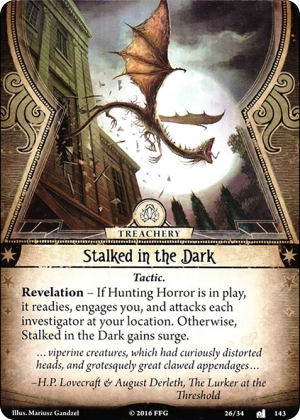 TREACHERY
Stalked in the Dark
Tactic.
Revelation – If Hunting Horror is in play,
it readies, engages you, and attacks each
investigator at your location. Otherwise,
Stalked in the Dark gains surge.
…viperine creatures, which had curiously distorted
heads, and grotesquely great clawed appendages…
–H.P. Lovecraft & August Derleth, The Lurker at the
Threshold
Illus. Mariusz Gandzel © 2016 FFG 26/34 143